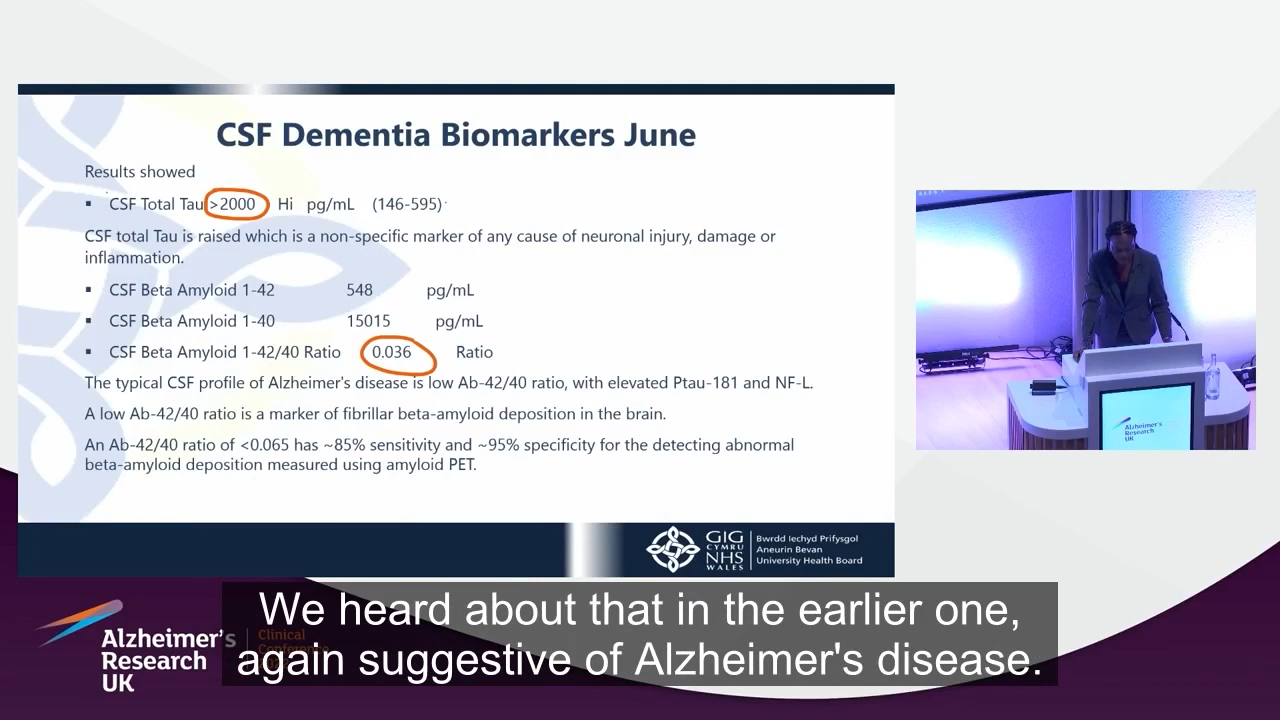 CSF Dementia Biomarkers June
Results showed
▪ CSF Total Tau >2000 Hi pg/mL (146-595)
CSF total Tau is raised which is a non-specific marker of any cause of neuronal injury, damage or
inflammation.
▪ CSF Beta Amyloid 1-42 548 pg/mL
▪ CSF Beta Amyloid 1-40 15015 pg/mL
▪ CSF Beta Amyloid 1-42/40 Ratio 0.036 Ratio
The typical CSF profile of Alzheimer's disease is low Ab-42/40 ratio, with elevated Ptau-181 and NF-L.
A low Ab-42/40 ratio is a marker of fibrillar beta-amyloid deposition in the brain.
An Ab-42/40 ratio of <0.065 has ~85% sensitivity and ~95% specificity for the detecting abnormal
beta-amyloid deposition measured using amyloid PET.
GIG
CYMRU
NHS
WALES
Bwrdd Iechyd Prifysgol
Aneurin Bevan
University Health Board
Alzheimer's
Research
UK
We heard about that in the earlier one,
again suggestive of Alzheimer's disease.
Alzheimer's
Research
UK
Clinical
Conference